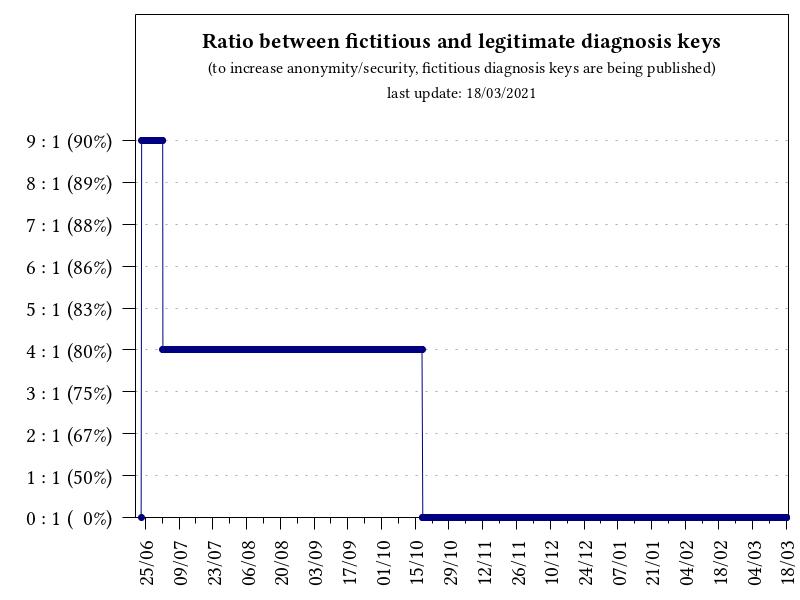 Ratio between fictitious and legitimate diagnosis keys
(to increase anonymity/security, fictitious diagnosis keys are being published)
last update: 18/03/2021
9 : 1 (90%)
8 : 1 (89%)
7 : 1 (88%)
6 : 1 (86%)
5 : 1 (83%)
4 : 1 (80%)
3 : 1 (75%)
2 : 1 (67%)
1 : 1 (50%)
0 : 1 ( 0%)
25/06
09/07
23/07
06/08
20/08
03/09
17/09
01/10
15/10
29/10
12/11
26/11
10/12
24/12
07/01
21/01
04/02
18/02
04/03
18/03